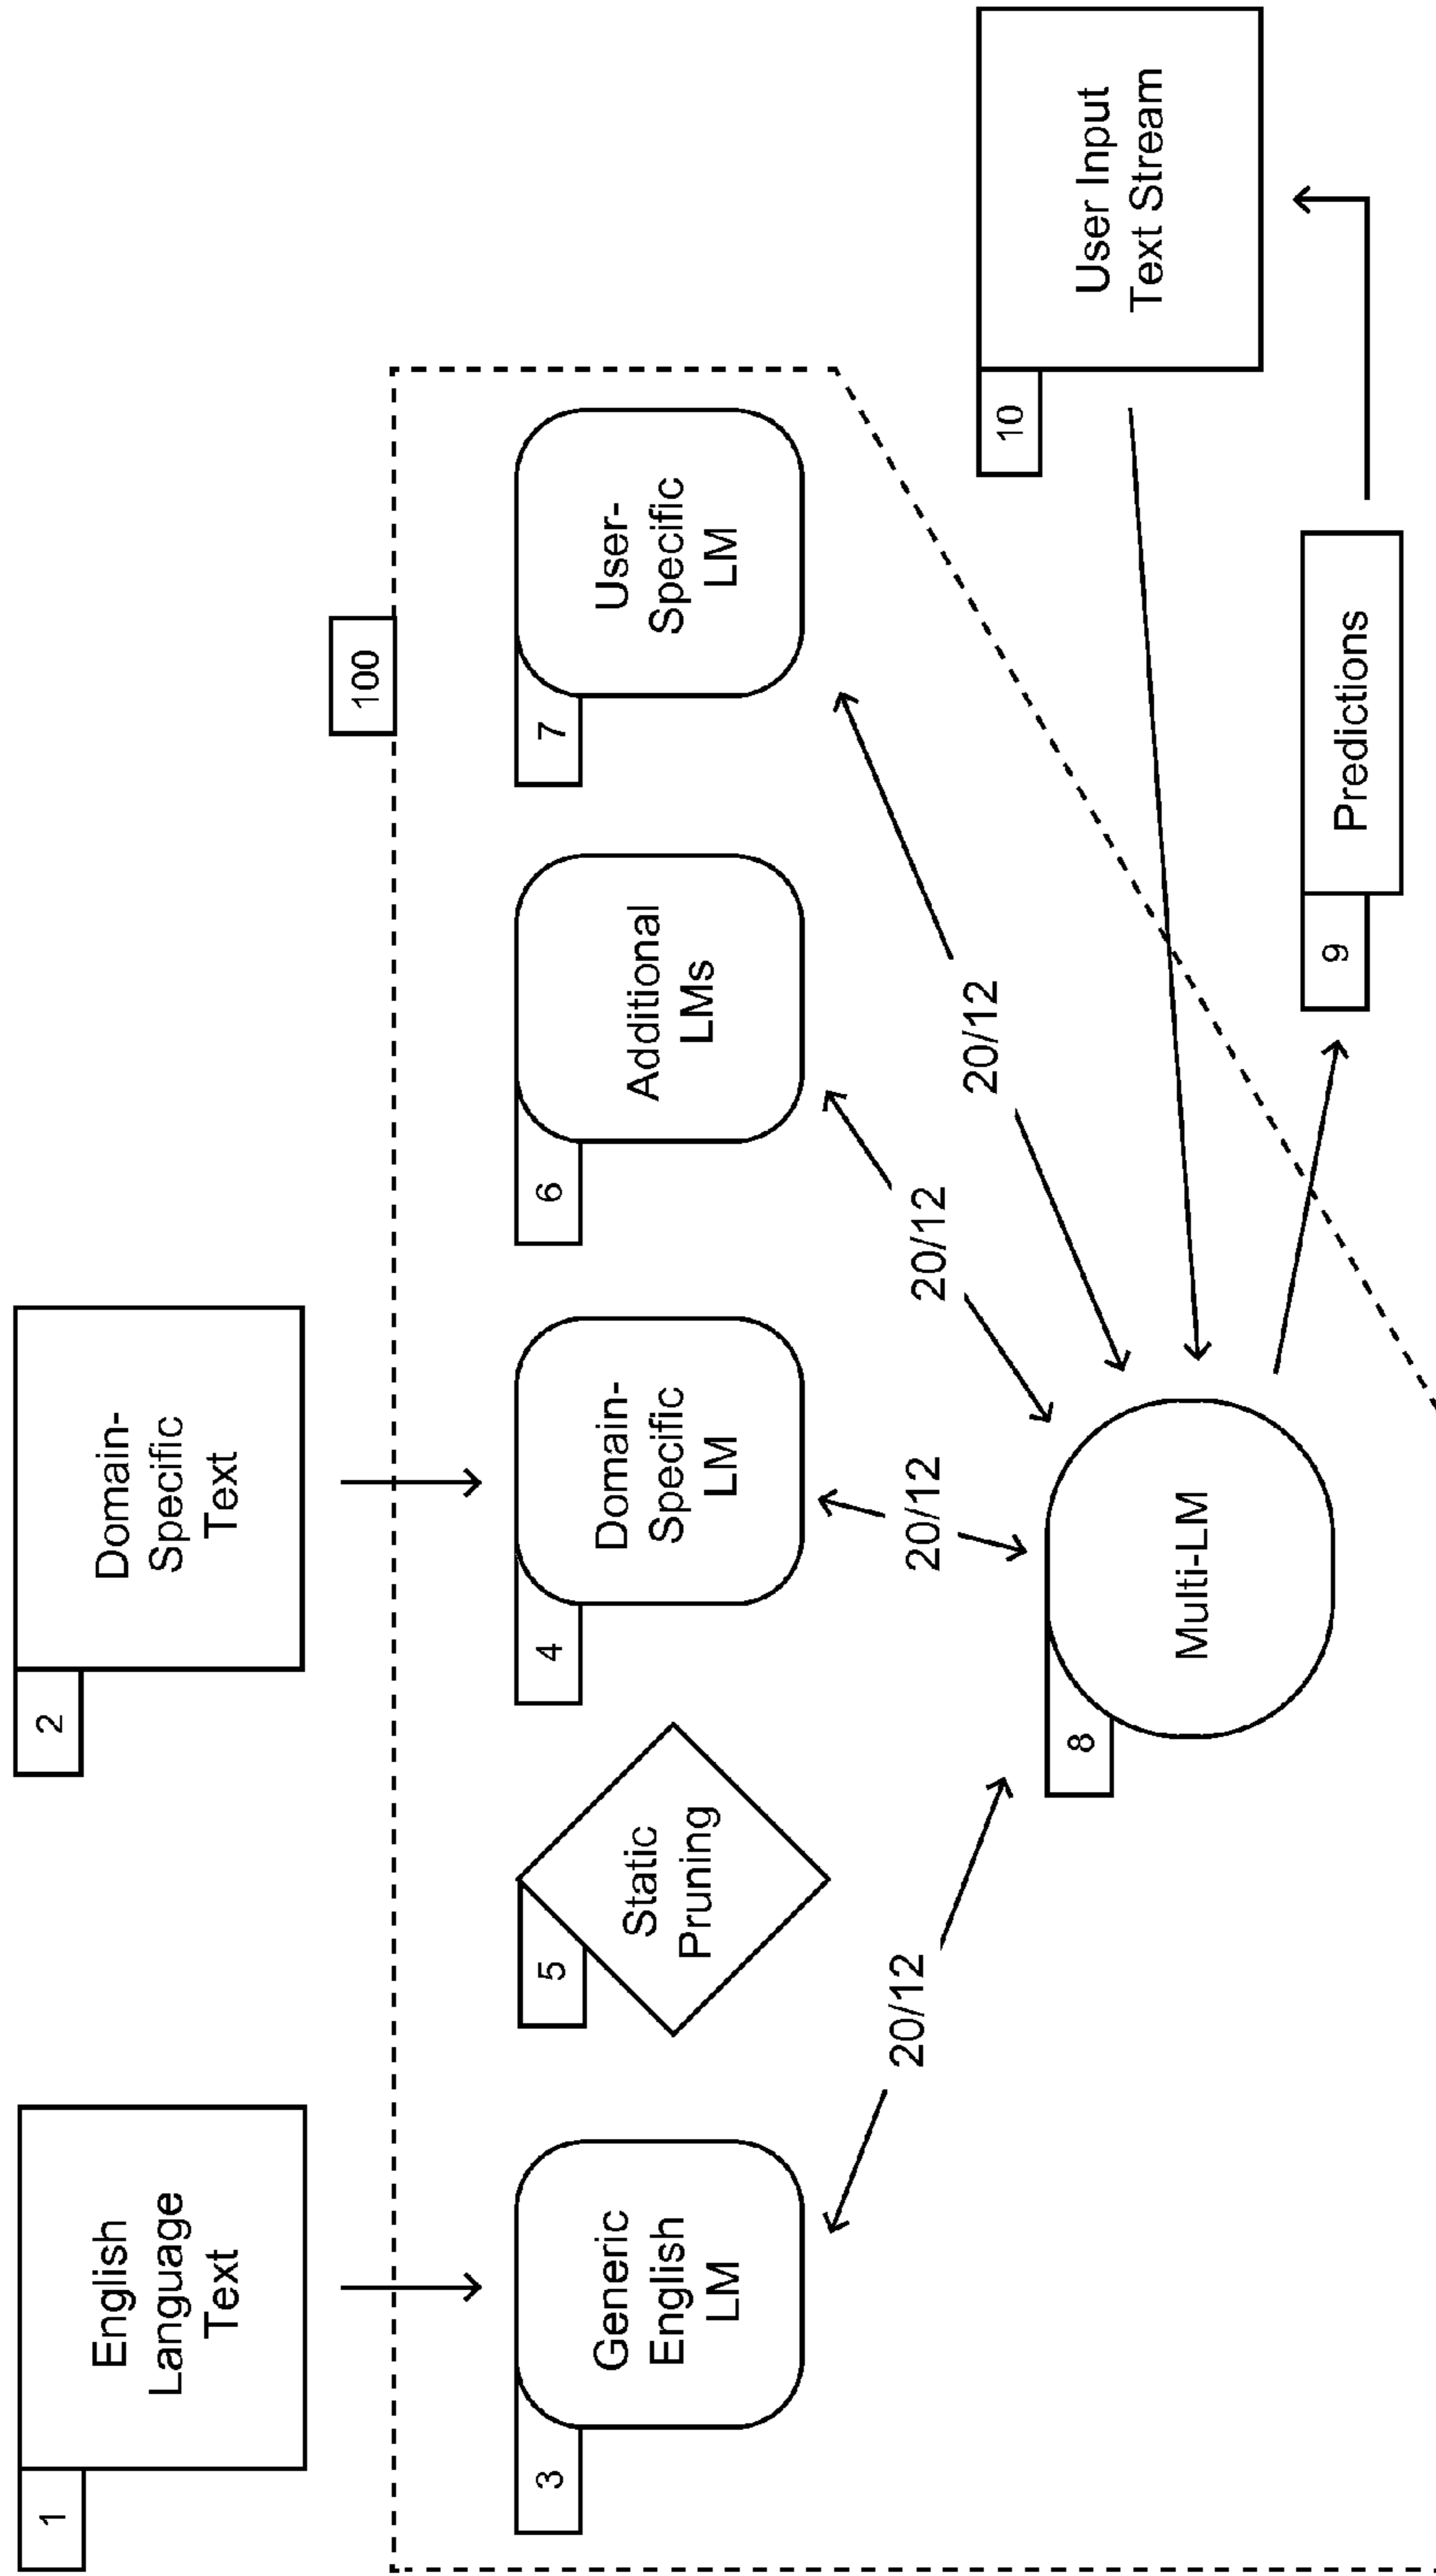 1
English
Language
Text
2
Domain-
Specific
Text
100
3
Generic
English
LM
5
Static
Pruning
4
Domain-
Specific
LM
6
Additional
LMs
7
User-
Specific
LM
20/12
20/12
20/12
20/12
8
Multi-LM
10
User Input
Text Stream
9
Predictions